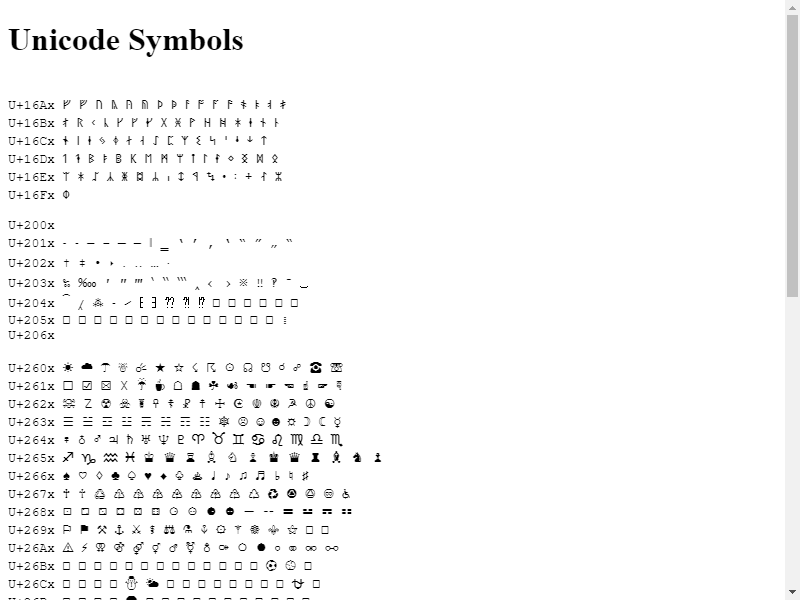 Unicode Symbols
U+16Ax ᚠ ᚡ ᚢ ᚣ ᚤ ᚥ ᚦ ᚧ ᚨ ᚩ ᚪ ᚫ ᚬ ᚭ ᚮ ᚯ
U+16Bx ᚰ ᚱ ᚲ ᚳ ᚴ ᚵ ᚶ ᚷ ᚸ ᚹ ᚺ ᚻ ᚼ ᚽ ᚾ ᚿ
U+16Cx ᛀ ᛁ ᛂ ᛃ ᛄ ᛅ ᛆ ᛇ ᛈ ᛉ ᛊ ᛋ ᛌ ᛍ ᛎ ᛏ
U+16Dx ᛐ ᛑ ᛒ ᛓ ᛔ ᛕ ᛖ ᛗ ᛘ ᛙ ᛚ ᛛ ᛜ ᛝ ᛞ ᛟ
U+16Ex ᛠ ᛡ ᛢ ᛣ ᛤ ᛥ ᛦ ᛧ ᛨ ᛩ ᛪ ᛫ ᛬ ᛭ ᛮ ᛯ
U+16Fx ᛰ
U+200x
U+201x ‐ ‑ ‒ – — ― ‖ ‗ ‘ ’ ‚ ‛ “ ” „ ‟
U+202x † ‡ • ‣ ․ ‥ … ‧
U+203x ‰ ‱ ′ ″ ‴ ‵ ‶ ‷ ‸ ‹ › ※ ‼ ‽ ‾ ‿
U+204x ⁀ ⁁ ⁂ ⁃ ⁄ ⁅ ⁆ ⁇ ⁈ ⁉
U+205x ⁞
U+206x
U+260x ☀ ☁ ☂ ☃ ☄ ★ ☆ ☇ ☈ ☉ ☊ ☋ ☌ ☍ ☎ ☏
U+261x ☐ ☑ ☒ ☓ ☔ ☕ ☖ ☗ ☘ ☙ ☚ ☛ ☜ ☝ ☞ ☟
U+262x ☠ ☡ ☢ ☣ ☤ ☥ ☦ ☧ ☨ ☩ ☪ ☫ ☬ ☭ ☮ ☯
U+263x ☰ ☱ ☲ ☳ ☴ ☵ ☶ ☷ ☸ ☹ ☺ ☻ ☼ ☽ ☾ ☿
U+264x ♀ ♁ ♂ ♃ ♄ ♅ ♆ ♇ ♈ ♉ ♊ ♋ ♌ ♍ ♎ ♏
U+265x ♐ ♑ ♒ ♓ ♔ ♕ ♖ ♗ ♘ ♙ ♚ ♛ ♜ ♝ ♞ ♟
U+266x ♠ ♡ ♢ ♣ ♤ ♥ ♦ ♧ ♨ ♩ ♪ ♫ ♬ ♭ ♮ ♯
U+267x ♰ ♱ ♲ ♳ ♴ ♵ ♶ ♷ ♸ ♹ ♺ ♻ ♼ ♽ ♾ ♿
U+268x ⚀ ⚁ ⚂ ⚃ ⚄ ⚅ ⚆ ⚇ ⚈ ⚉ ⚊ ⚋ ⚌ ⚍ ⚎ ⚏
U+269x ⚐ ⚑ ⚒ ⚓ ⚔ ⚕ ⚖ ⚗ ⚘ ⚙ ⚚ ⚛ ⚜ ⚝
U+26Ax ⚠ ⚡ ⚢ ⚣ ⚤ ⚥ ⚦ ⚧ ⚨ ⚩ ⚪ ⚫ ⚬ ⚭ ⚮ ⚯
U+26Bx ⚽ ⚾
U+26Cx ⛄ ⛅ ⛎